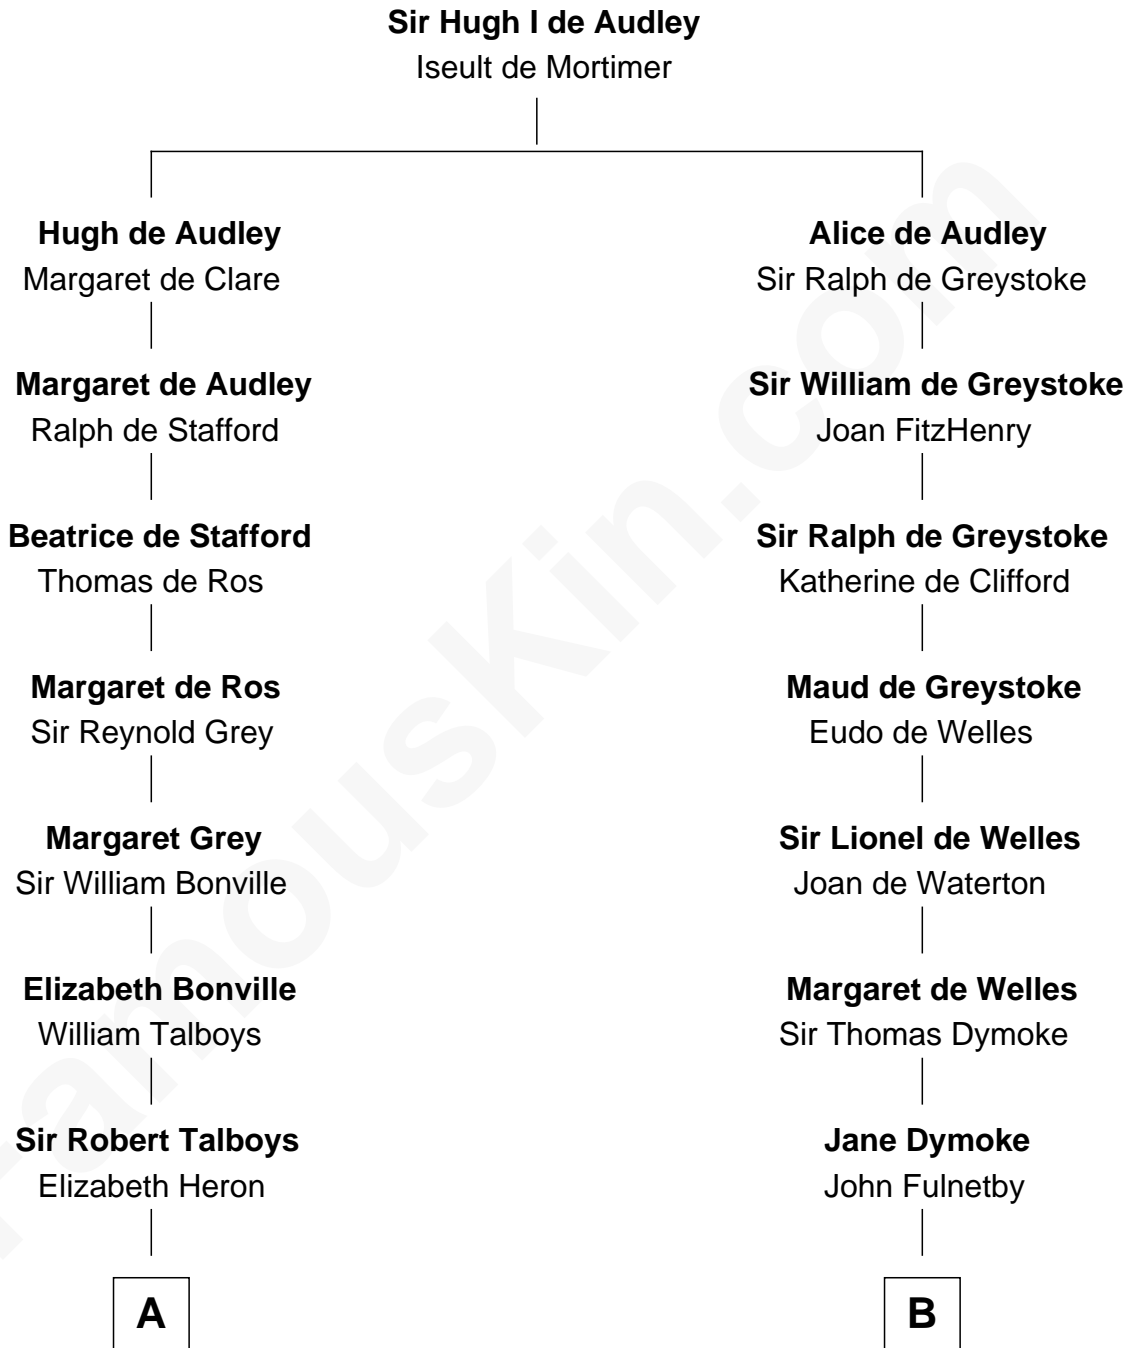 Sir Hugh I de Audley
Iseult de Mortimer
Hugh de Audley
Margaret de Clare
Margaret de Audley
Ralph de Stafford
Beatrice de Stafford
Thomas de Ros
Margaret de Ros
Sir Reynold Grey
Margaret Grey
Sir William Bonville
Elizabeth Bonville
William Talboys
Sir Robert Talboys
Elizabeth Heron
A
Alice de Audley
Sir Ralph de Greystoke
Sir William de Greystoke
Joan FitzHenry
Sir Ralph de Greystoke
Katherine de Clifford
Maud de Greystoke
Eudo de Welles
Sir Lionel de Welles
Joan de Waterton
Margaret de Welles
Sir Thomas Dymoke
Jane Dymoke
John Fulnetby
B
FamousKin.com